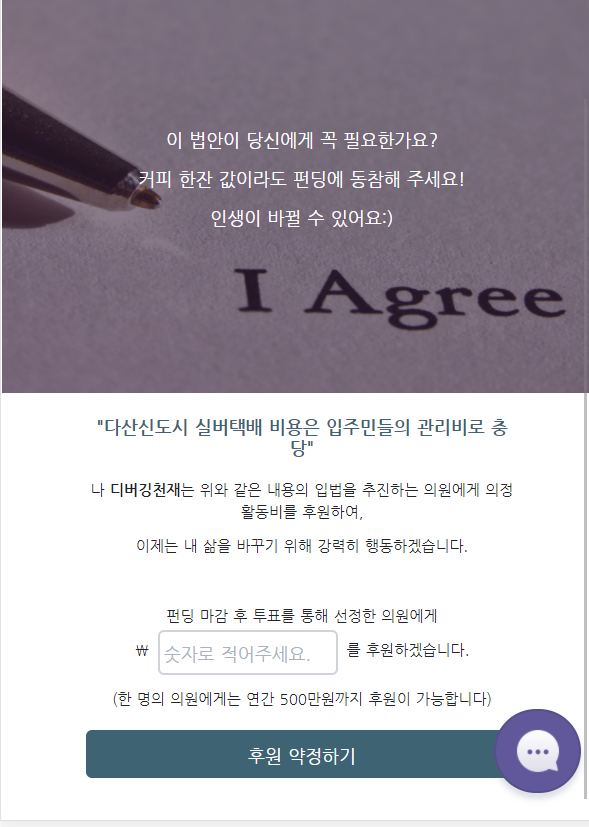 이 법안이 당신에게 꼭 필요한가요?
커피 한잔 값이라도 펀딩에 동참해 주세요!
인생이 바뀔 수 있어요:)
I Agree
"다산신도시 실버택배 비용은 입주민들의 관리비로 충
당"
나 디버깅천재는 위와 같은 내용의 입법을 추진하는 의원에게 의정
활동비를 후원하여,
이제는 내 삶을 바꾸기 위해 강력히 행동하겠습니다.
펀딩 마감 후 투표를 통해 선정한 의원에게
₩ 숫자로 적어주세요. 를 후원하겠습니다.
(한 명의 의원에게는 연간 500만원까지 후원이 가능합니다)
후원 약정하기